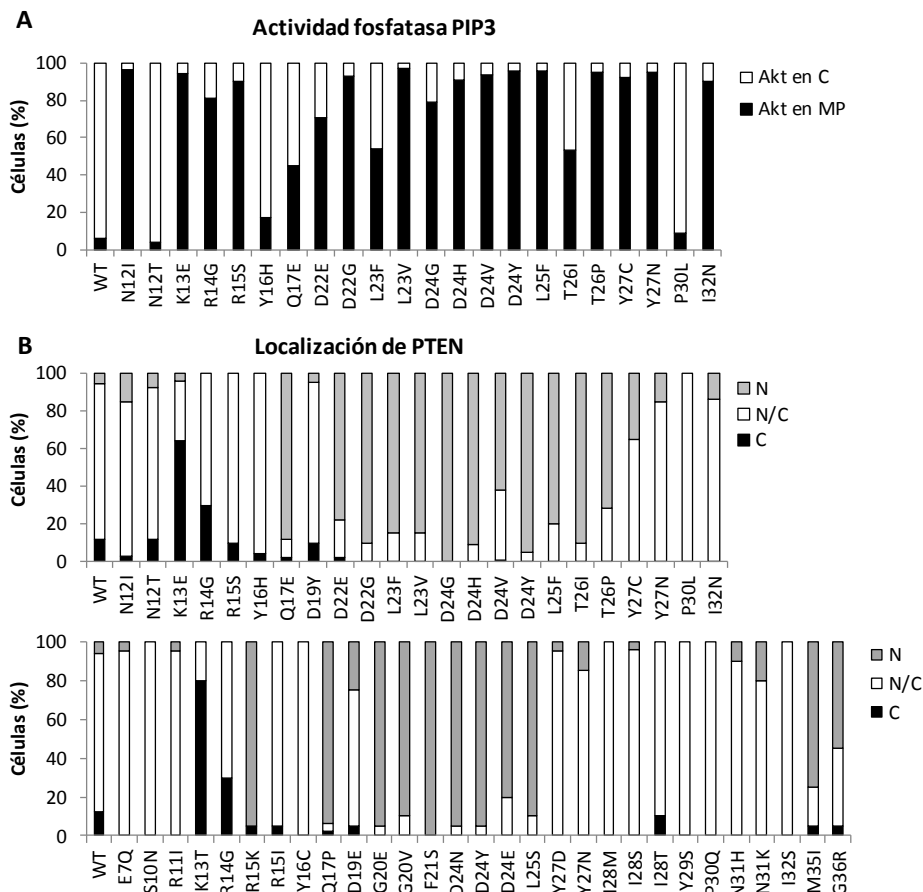 A
Actividad fosfatasa PIP3
Células (%)
100
80
60
40
20
0
Akt en C
Akt en MP
WT N12I N12T K13E R14G R15S Y16H Q17E D22E D22G L23F L23V D24G D24H D24V D24Y L25F T26I T26P Y27C Y27N P30L I32N
B
Localización de PTEN
Células (%)
100
80
60
40
20
0
N
N/C
C
WT N12I N12T K13E R14G R15S Y16H Q17E D19Y D22E D22G L23F L23V D24G D24H D24V D24Y L25F T26I T26P Y27C Y27N P30L I32N
Células (%)
100
80
60
40
20
0
N
N/C
C
WT E7Q S10N R11I K13T R14G R15K R15I Y16C Q17P D19E G20E G20V F21S D24N D24Y D24E L25S Y27D Y27N I28M I28S I28T Y29S P30Q N31H N31K I32S M35I G36R